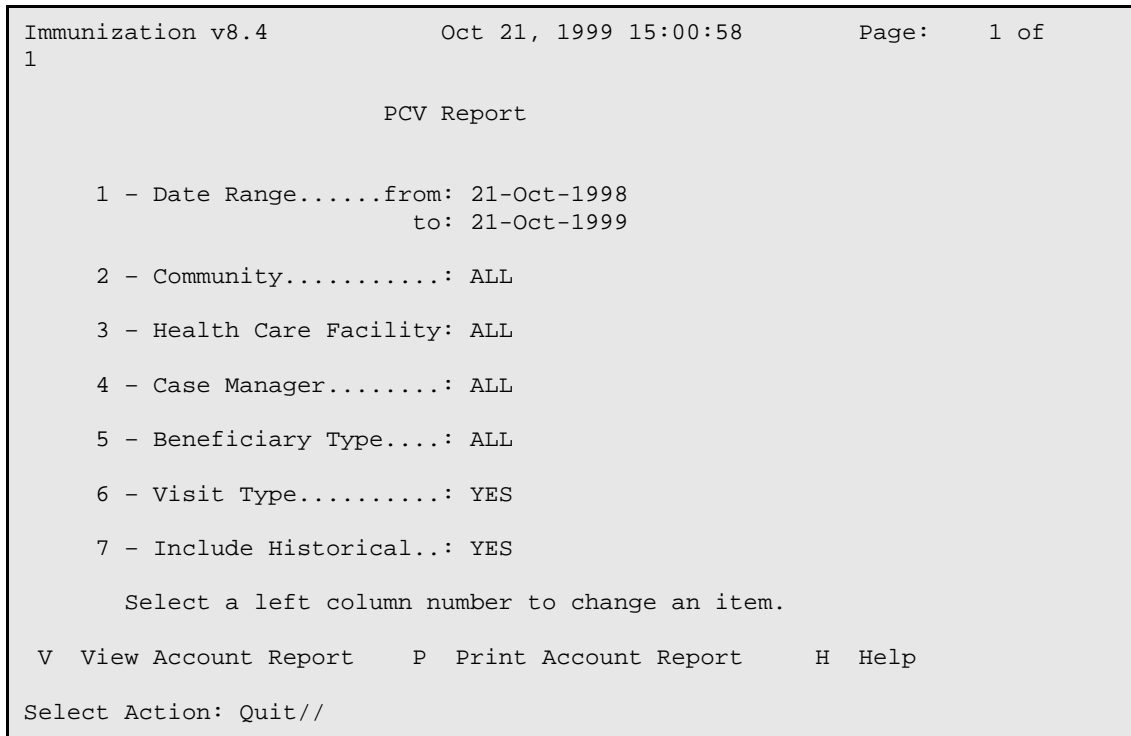 Immunization v8.4               Oct 21, 1999 15:00:58        Page:    1 of
1
PCV Report
1 – Date Range......from: 21-Oct-1998
to: 21-Oct-1999
2 – Community...........: ALL
3 – Health Care Facility: ALL
4 – Case Manager........: ALL
5 – Beneficiary Type....: ALL
6 – Visit Type..........: YES
7 – Include Historical..: YES
Select a left column number to change an item.
V  View Account Report    P  Print Account Report      H  Help
Select Action: Quit//